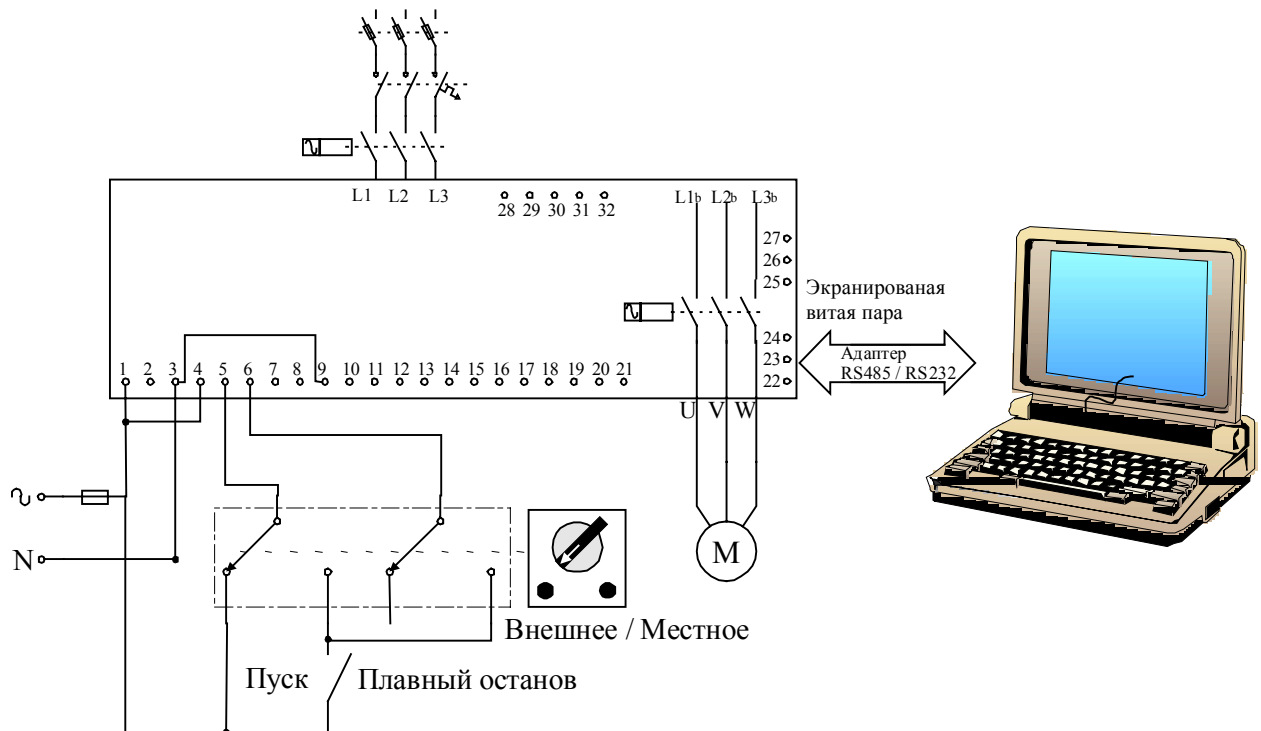 L1 L2 L3
28 29 30 31 32
L1b L2b L3b
27
26
25
24
23
22
Экранированая
витая пара
Адаптер
RS485 / RS232
1 2 3 4 5 6 7 8 9 10 11 12 13 14 15 16 17 18 19 20 21
U V W
M
N
Внешнее / Местное
Пуск
Плавный останов